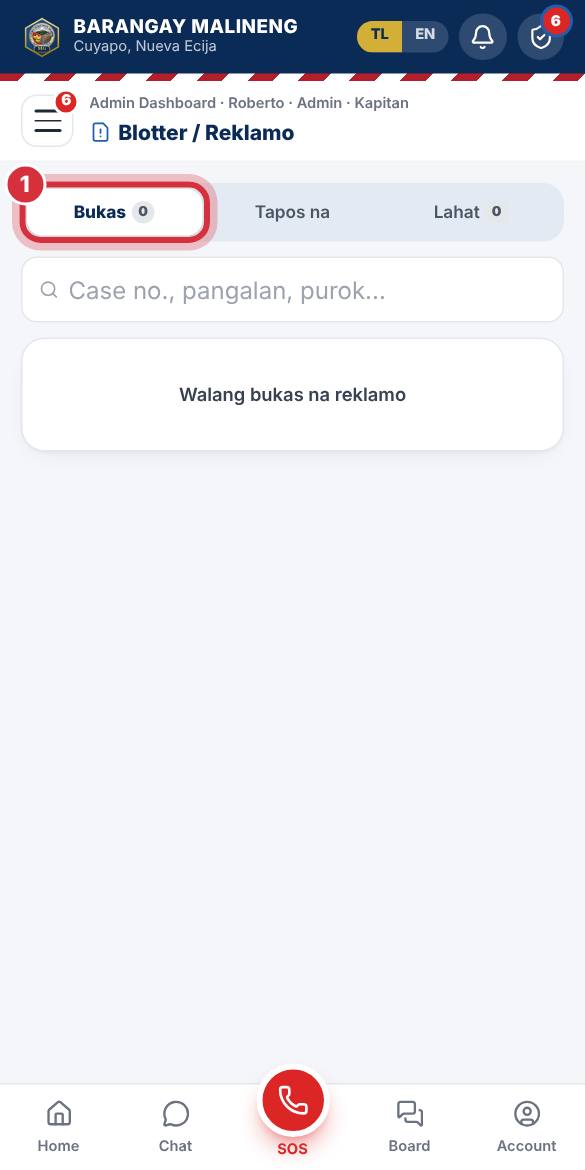 BARANGAY MALINENG
Cuyapo, Nueva Ecija
TL EN
6
6
Admin Dashboard · Roberto · Admin · Kapitan
Blotter / Reklamo
1
Bukas 0
Tapos na
Lahat 0
Case no., pangalan, purok...
Walang bukas na reklamo
Home
Chat
SOS
Board
Account